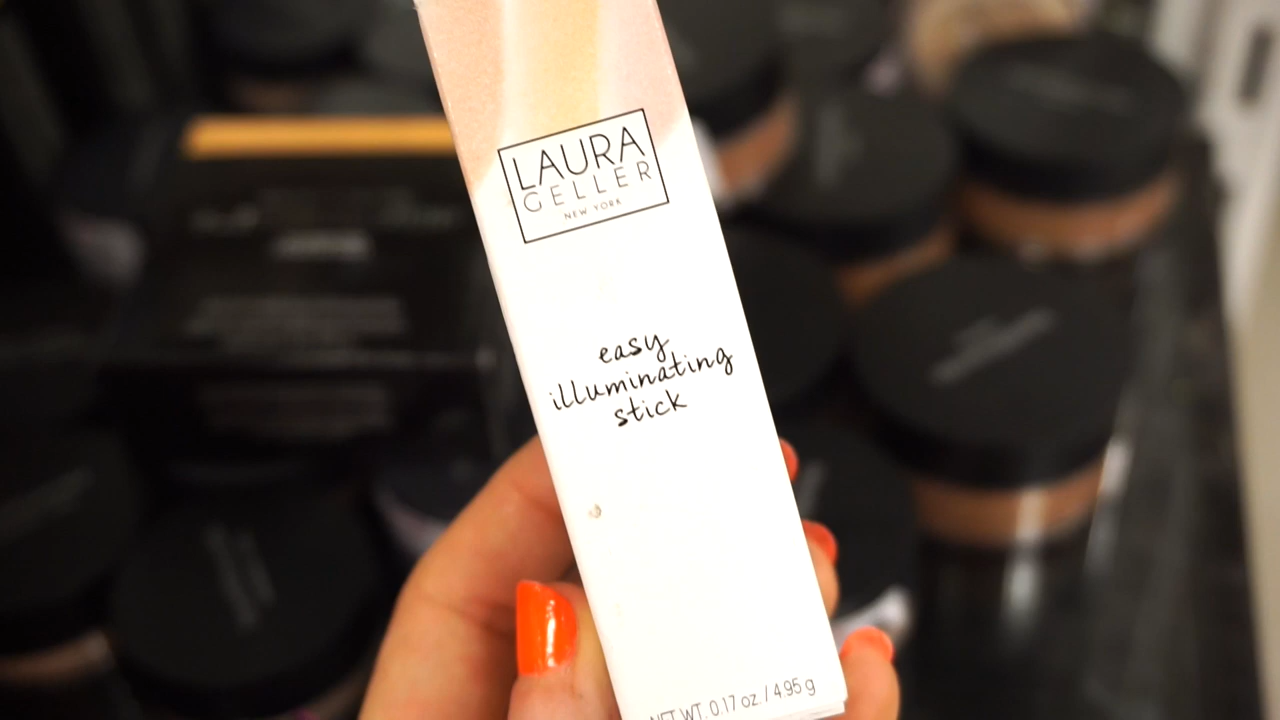 LAURA
GELLER
NEW YORK
easy
illuminating
stick
NET WT. 0.17 oz. / 4.95 g